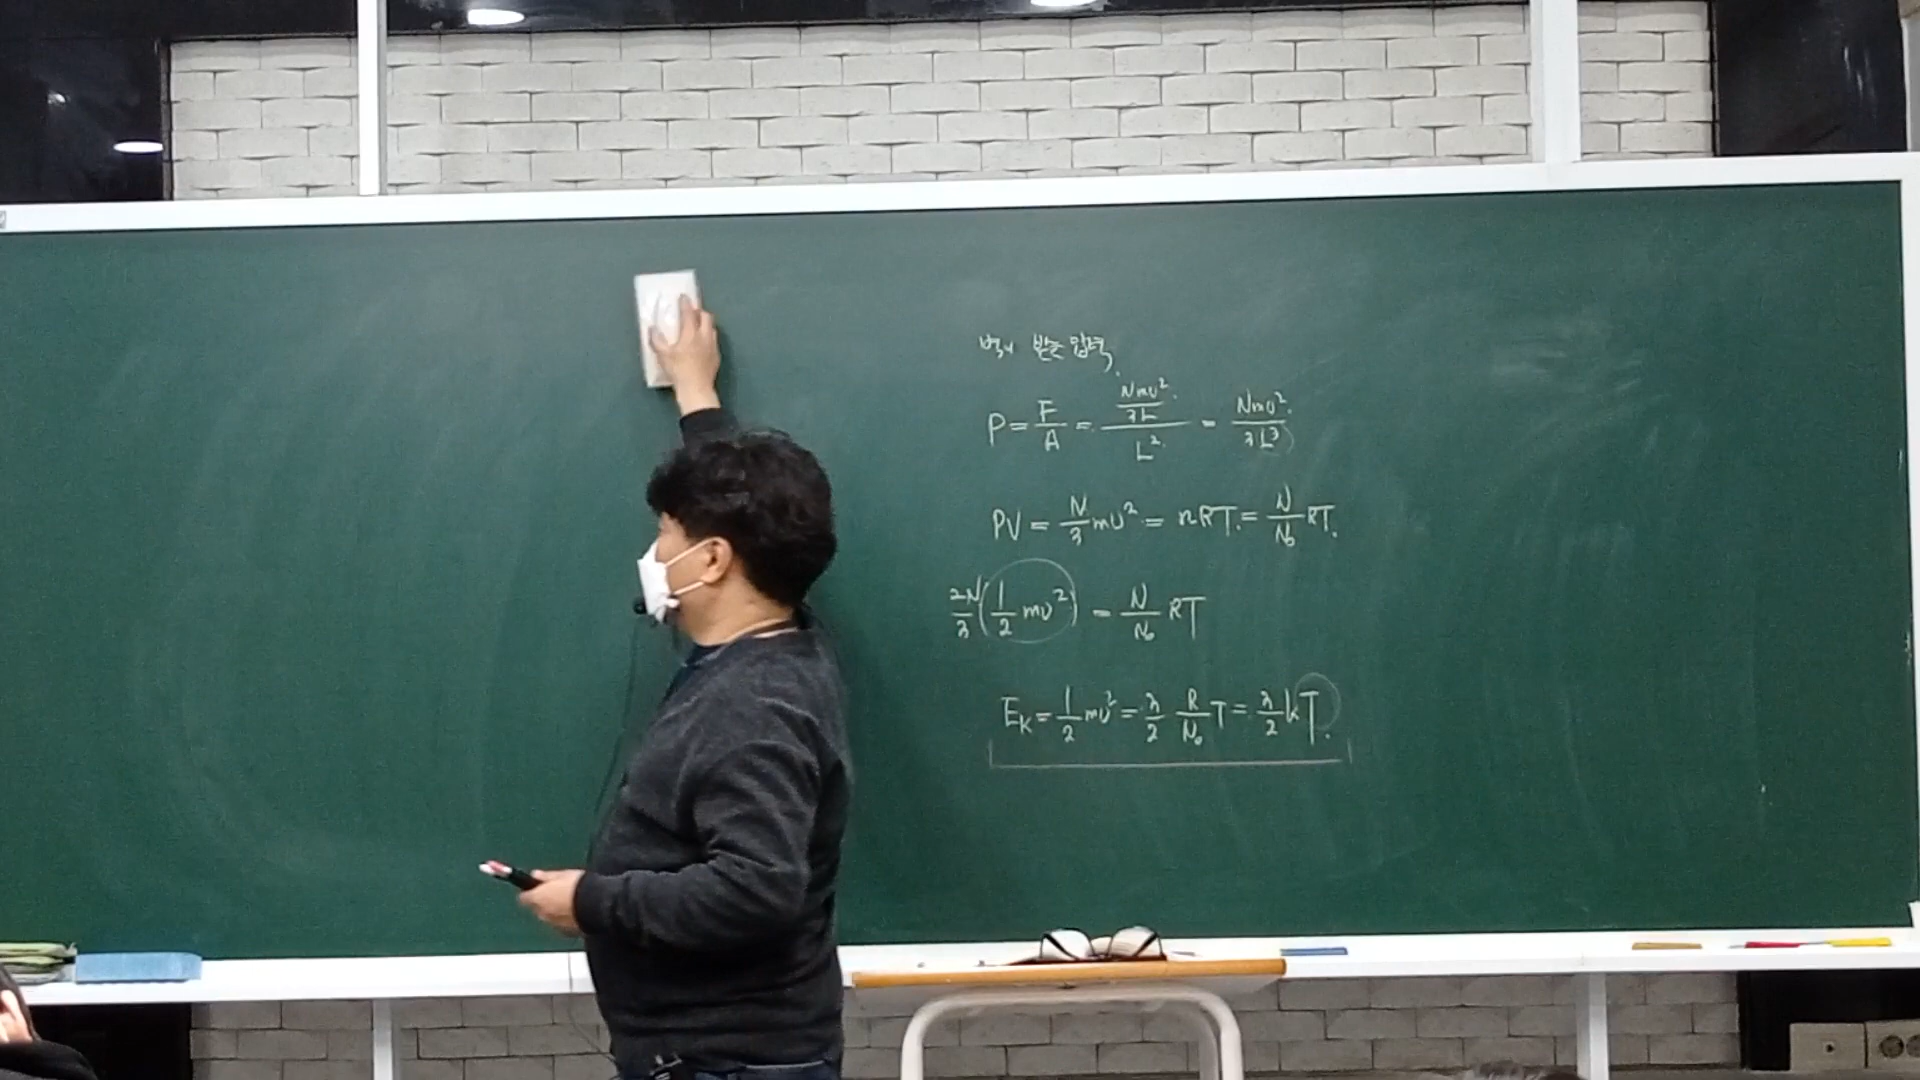 벽이 받는 압력
P = F/A = (Nmv²/3L)/L² = Nmv²/3L³
PV = N/3 mv² = nRT. = N/N₀ RT.
2N/3 (1/2 mv²) = N/N₀ RT
E_K = 1/2 mv² = 3/2 R/N₀ T = 3/2 kT.